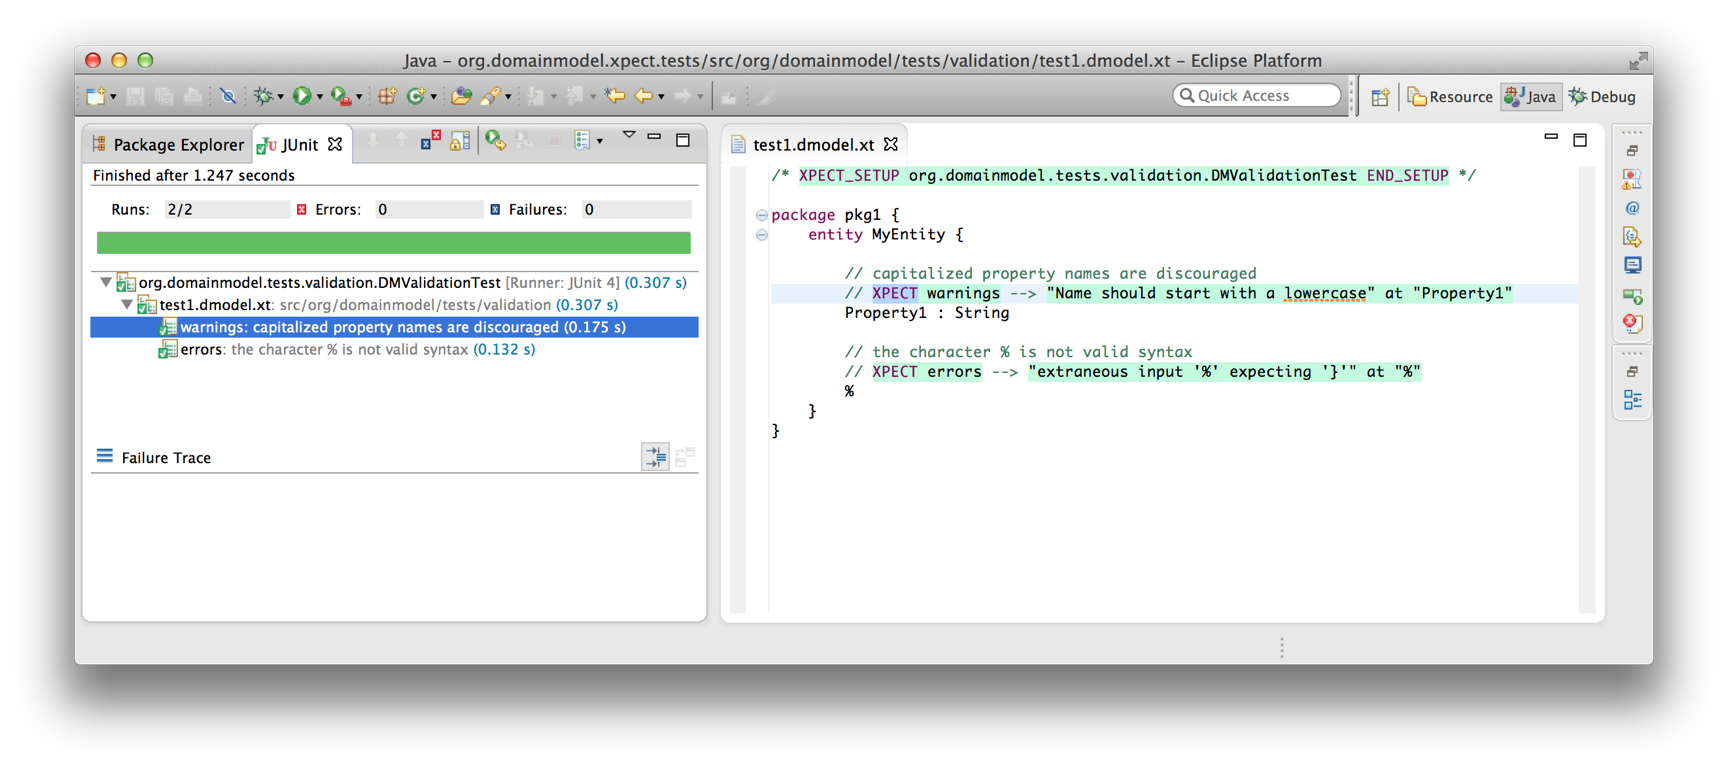 Java – org.domainmodel.xpect.tests/src/org/domainmodel/tests/validation/test1.dmodel.xt – Eclipse Platform
Quick Access
Resource
Java
Debug
Package Explorer
JUnit
Finished after 1.247 seconds
Runs: 2/2 Errors: 0 Failures: 0
org.domainmodel.tests.validation.DMValidationTest [Runner: JUnit 4] (0.307 s)
test1.dmodel.xt: src/org/domainmodel/tests/validation (0.307 s)
warnings: capitalized property names are discouraged (0.175 s)
errors: the character % is not valid syntax (0.132 s)
Failure Trace
test1.dmodel.xt
/* XPECT_SETUP org.domainmodel.tests.validation.DMValidationTest END_SETUP */
package pkg1 {
entity MyEntity {
// capitalized property names are discouraged
// XPECT warnings --> "Name should start with a lowercase" at "Property1"
Property1 : String
// the character % is not valid syntax
// XPECT errors --> "extraneous input '%' expecting '}'" at "%"
%
}
}